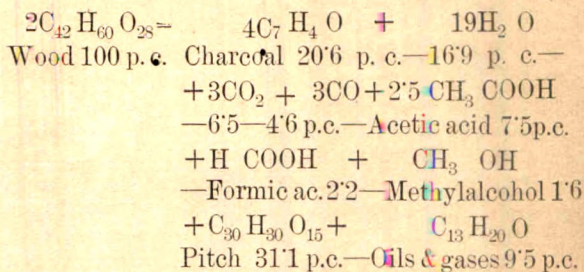 2C₄₂ H₆₀ O₂₈= 4C₇ H₄ O + 19H₂ O
Wood 100 p. c. Charcoal 20·6 p. c.—16·9 p. c.—
+3CO₂ + 3CO+2·5 CH₃ COOH
—6·5—4·6 p.c.—Acetic acid 7·5p.c.
+H COOH + CH₃ OH
—Formic ac. 2·2—Methylalcohol 1·6
+C₃₀ H₃₀ O₁₅+ C₁₃ H₂₀ O
Pitch 31·1 p.c.—Oils & gases 9·5 p.c.